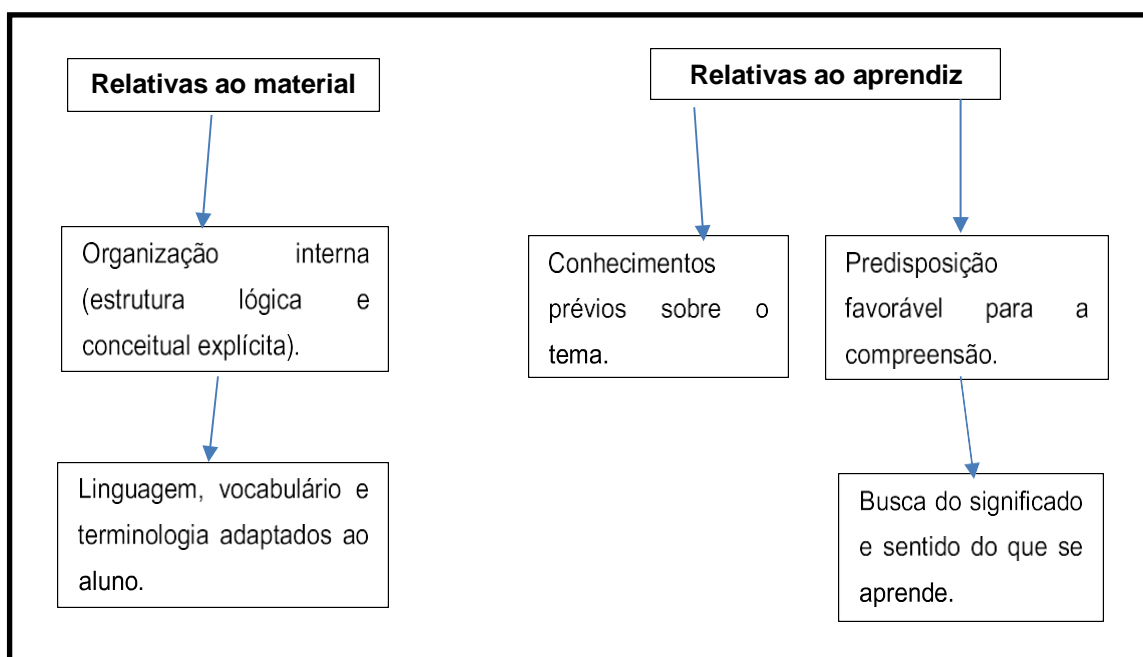 Relativas ao material
Relativas ao aprendiz
Organização interna
(estrutura lógica e
conceitual explícita).
Conhecimentos
prévios sobre o
tema.
Predisposição
favorável para a
compreensão.
Linguagem, vocabulário e
terminologia adaptados ao
aluno.
Busca do significado
e sentido do que se
aprende.